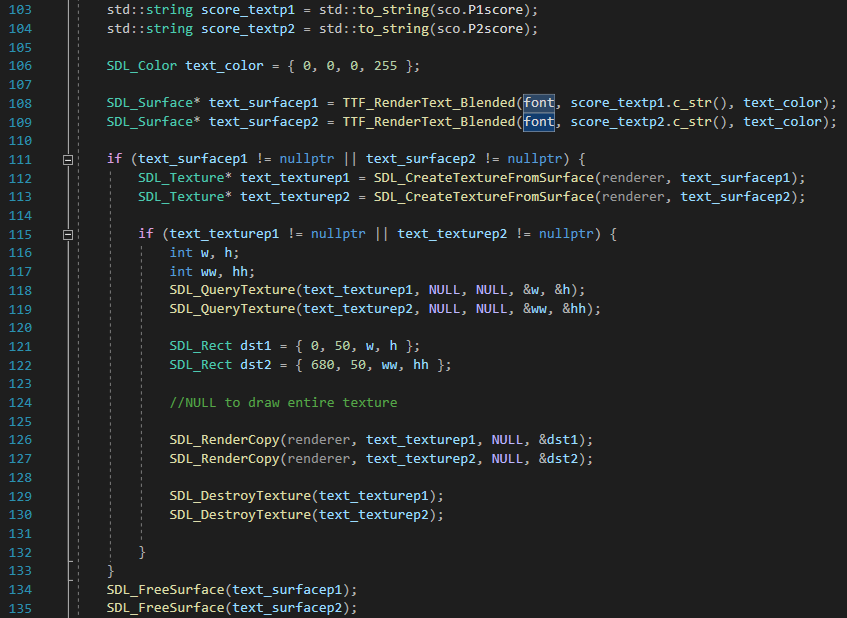 103 std::string score_textp1 = std::to_string(sco.P1score);
104 std::string score_textp2 = std::to_string(sco.P2score);
105
106 SDL_Color text_color = { 0, 0, 0, 255 };
107
108 SDL_Surface* text_surfacep1 = TTF_RenderText_Blended(font, score_textp1.c_str(), text_color);
109 SDL_Surface* text_surfacep2 = TTF_RenderText_Blended(font, score_textp2.c_str(), text_color);
110
111 if (text_surfacep1 != nullptr || text_surfacep2 != nullptr) {
112 SDL_Texture* text_texturep1 = SDL_CreateTextureFromSurface(renderer, text_surfacep1);
113 SDL_Texture* text_texturep2 = SDL_CreateTextureFromSurface(renderer, text_surfacep2);
114
115 if (text_texturep1 != nullptr || text_texturep2 != nullptr) {
116 int w, h;
117 int ww, hh;
118 SDL_QueryTexture(text_texturep1, NULL, NULL, &w, &h);
119 SDL_QueryTexture(text_texturep2, NULL, NULL, &ww, &hh);
120
121 SDL_Rect dst1 = { 0, 50, w, h };
122 SDL_Rect dst2 = { 680, 50, ww, hh };
123
124 //NULL to draw entire texture
125
126 SDL_RenderCopy(renderer, text_texturep1, NULL, &dst1);
127 SDL_RenderCopy(renderer, text_texturep2, NULL, &dst2);
128
129 SDL_DestroyTexture(text_texturep1);
130 SDL_DestroyTexture(text_texturep2);
131
132 }
133 }
134 SDL_FreeSurface(text_surfacep1);
135 SDL_FreeSurface(text_surfacep2);